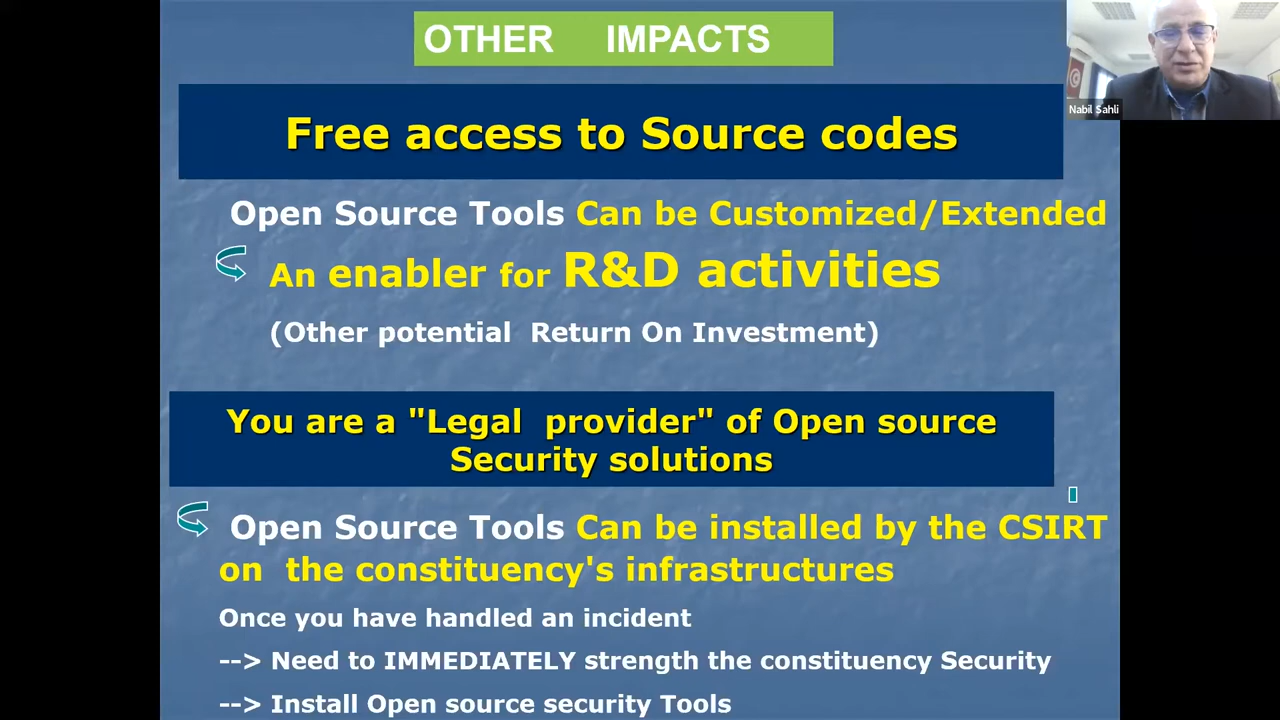 OTHER IMPACTS
Nabil Sahli
Free access to Source codes
Open Source Tools Can be Customized/Extended
An enabler for R&D activities
(Other potential Return On Investment)
You are a "Legal provider" of Open source
Security solutions
Open Source Tools Can be installed by the CSIRT
on the constituency's infrastructures
Once you have handled an incident
--> Need to IMMEDIATELY strength the constituency Security
--> Install Open source security Tools